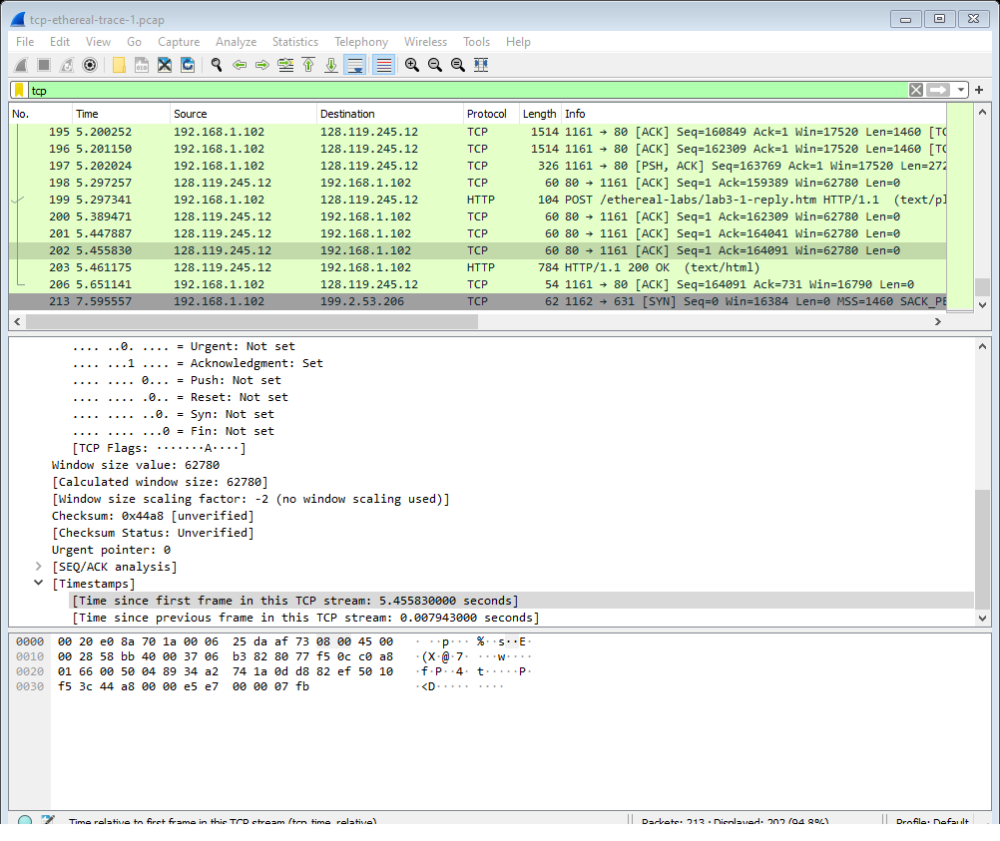 tcp-ethereal-trace-1.pcap
File Edit View Go Capture Analyze Statistics Telephony Wireless Tools Help
tcp
No. Time Source Destination Protocol Length Info
195 5.200252 192.168.1.102 128.119.245.12 TCP 1514 1161 → 80 [ACK] Seq=160849 Ack=1 Win=17520 Len=1460 [TC
196 5.201150 192.168.1.102 128.119.245.12 TCP 1514 1161 → 80 [ACK] Seq=162309 Ack=1 Win=17520 Len=1460 [TC
197 5.202024 192.168.1.102 128.119.245.12 TCP 326 1161 → 80 [PSH, ACK] Seq=163769 Ack=1 Win=17520 Len=272
198 5.297257 128.119.245.12 192.168.1.102 TCP 60 80 → 1161 [ACK] Seq=1 Ack=159389 Win=62780 Len=0
199 5.297341 192.168.1.102 128.119.245.12 HTTP 104 POST /ethereal-labs/lab3-1-reply.htm HTTP/1.1 (text/pl
200 5.389471 128.119.245.12 192.168.1.102 TCP 60 80 → 1161 [ACK] Seq=1 Ack=162309 Win=62780 Len=0
201 5.447887 128.119.245.12 192.168.1.102 TCP 60 80 → 1161 [ACK] Seq=1 Ack=164041 Win=62780 Len=0
202 5.455830 128.119.245.12 192.168.1.102 TCP 60 80 → 1161 [ACK] Seq=1 Ack=164091 Win=62780 Len=0
203 5.461175 128.119.245.12 192.168.1.102 HTTP 784 HTTP/1.1 200 OK (text/html)
206 5.651141 192.168.1.102 128.119.245.12 TCP 54 1161 → 80 [ACK] Seq=164091 Ack=731 Win=16790 Len=0
213 7.595557 192.168.1.102 199.2.53.206 TCP 62 1162 → 631 [SYN] Seq=0 Win=16384 Len=0 MSS=1460 SACK_PE
.... ..0. .... = Urgent: Not set
.... ...1 .... = Acknowledgment: Set
.... .... 0... = Push: Not set
.... .... .0.. = Reset: Not set
.... .... ..0. = Syn: Not set
.... .... ...0 = Fin: Not set
[TCP Flags: ·······A····]
Window size value: 62780
[Calculated window size: 62780]
[Window size scaling factor: -2 (no window scaling used)]
Checksum: 0x44a8 [unverified]
[Checksum Status: Unverified]
Urgent pointer: 0
[SEQ/ACK analysis]
[Timestamps]
[Time since first frame in this TCP stream: 5.455830000 seconds]
[Time since previous frame in this TCP stream: 0.007943000 seconds]
0000 00 20 e0 8a 70 1a 00 06 25 da af 73 08 00 45 00 · ··p··· %··s··E·
0010 00 28 58 bb 40 00 37 06 b3 82 80 77 f5 0c c0 a8 ·(X·@·7· ···w····
0020 01 66 00 50 04 89 34 a2 74 1a 0d d8 82 ef 50 10 ·f·P··4· t·····P·
0030 f5 3c 44 a8 00 00 e5 e7 00 00 07 fb ·<D····· ····
Time relative to first frame in this TCP stream (tcp.time_relative)
Packets: 213 · Displayed: 202 (94.8%)
Profile: Default